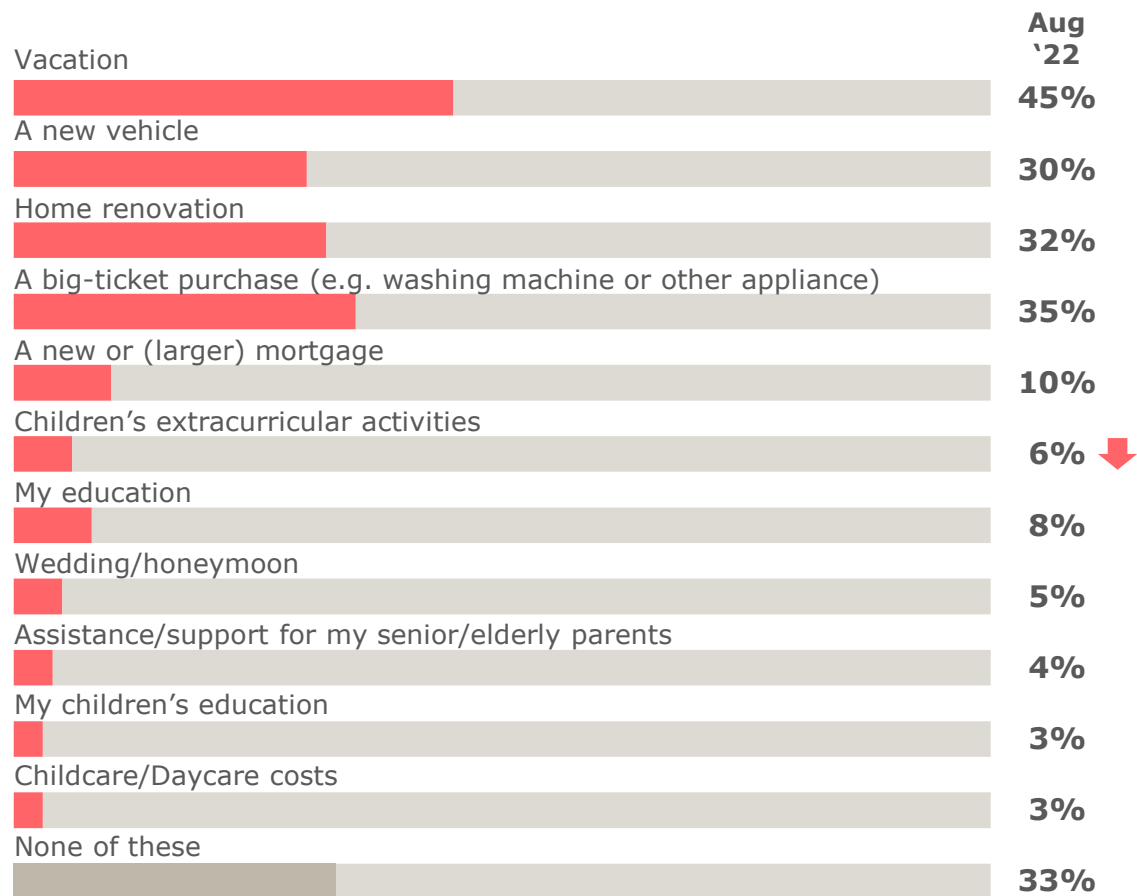 Aug
‘22
Vacation
45%
A new vehicle
30%
Home renovation
32%
A big-ticket purchase (e.g. washing machine or other appliance)
35%
A new or (larger) mortgage
10%
Children’s extracurricular activities
6%
My education
8%
Wedding/honeymoon
5%
Assistance/support for my senior/elderly parents
4%
My children’s education
3%
Childcare/Daycare costs
3%
None of these
33%